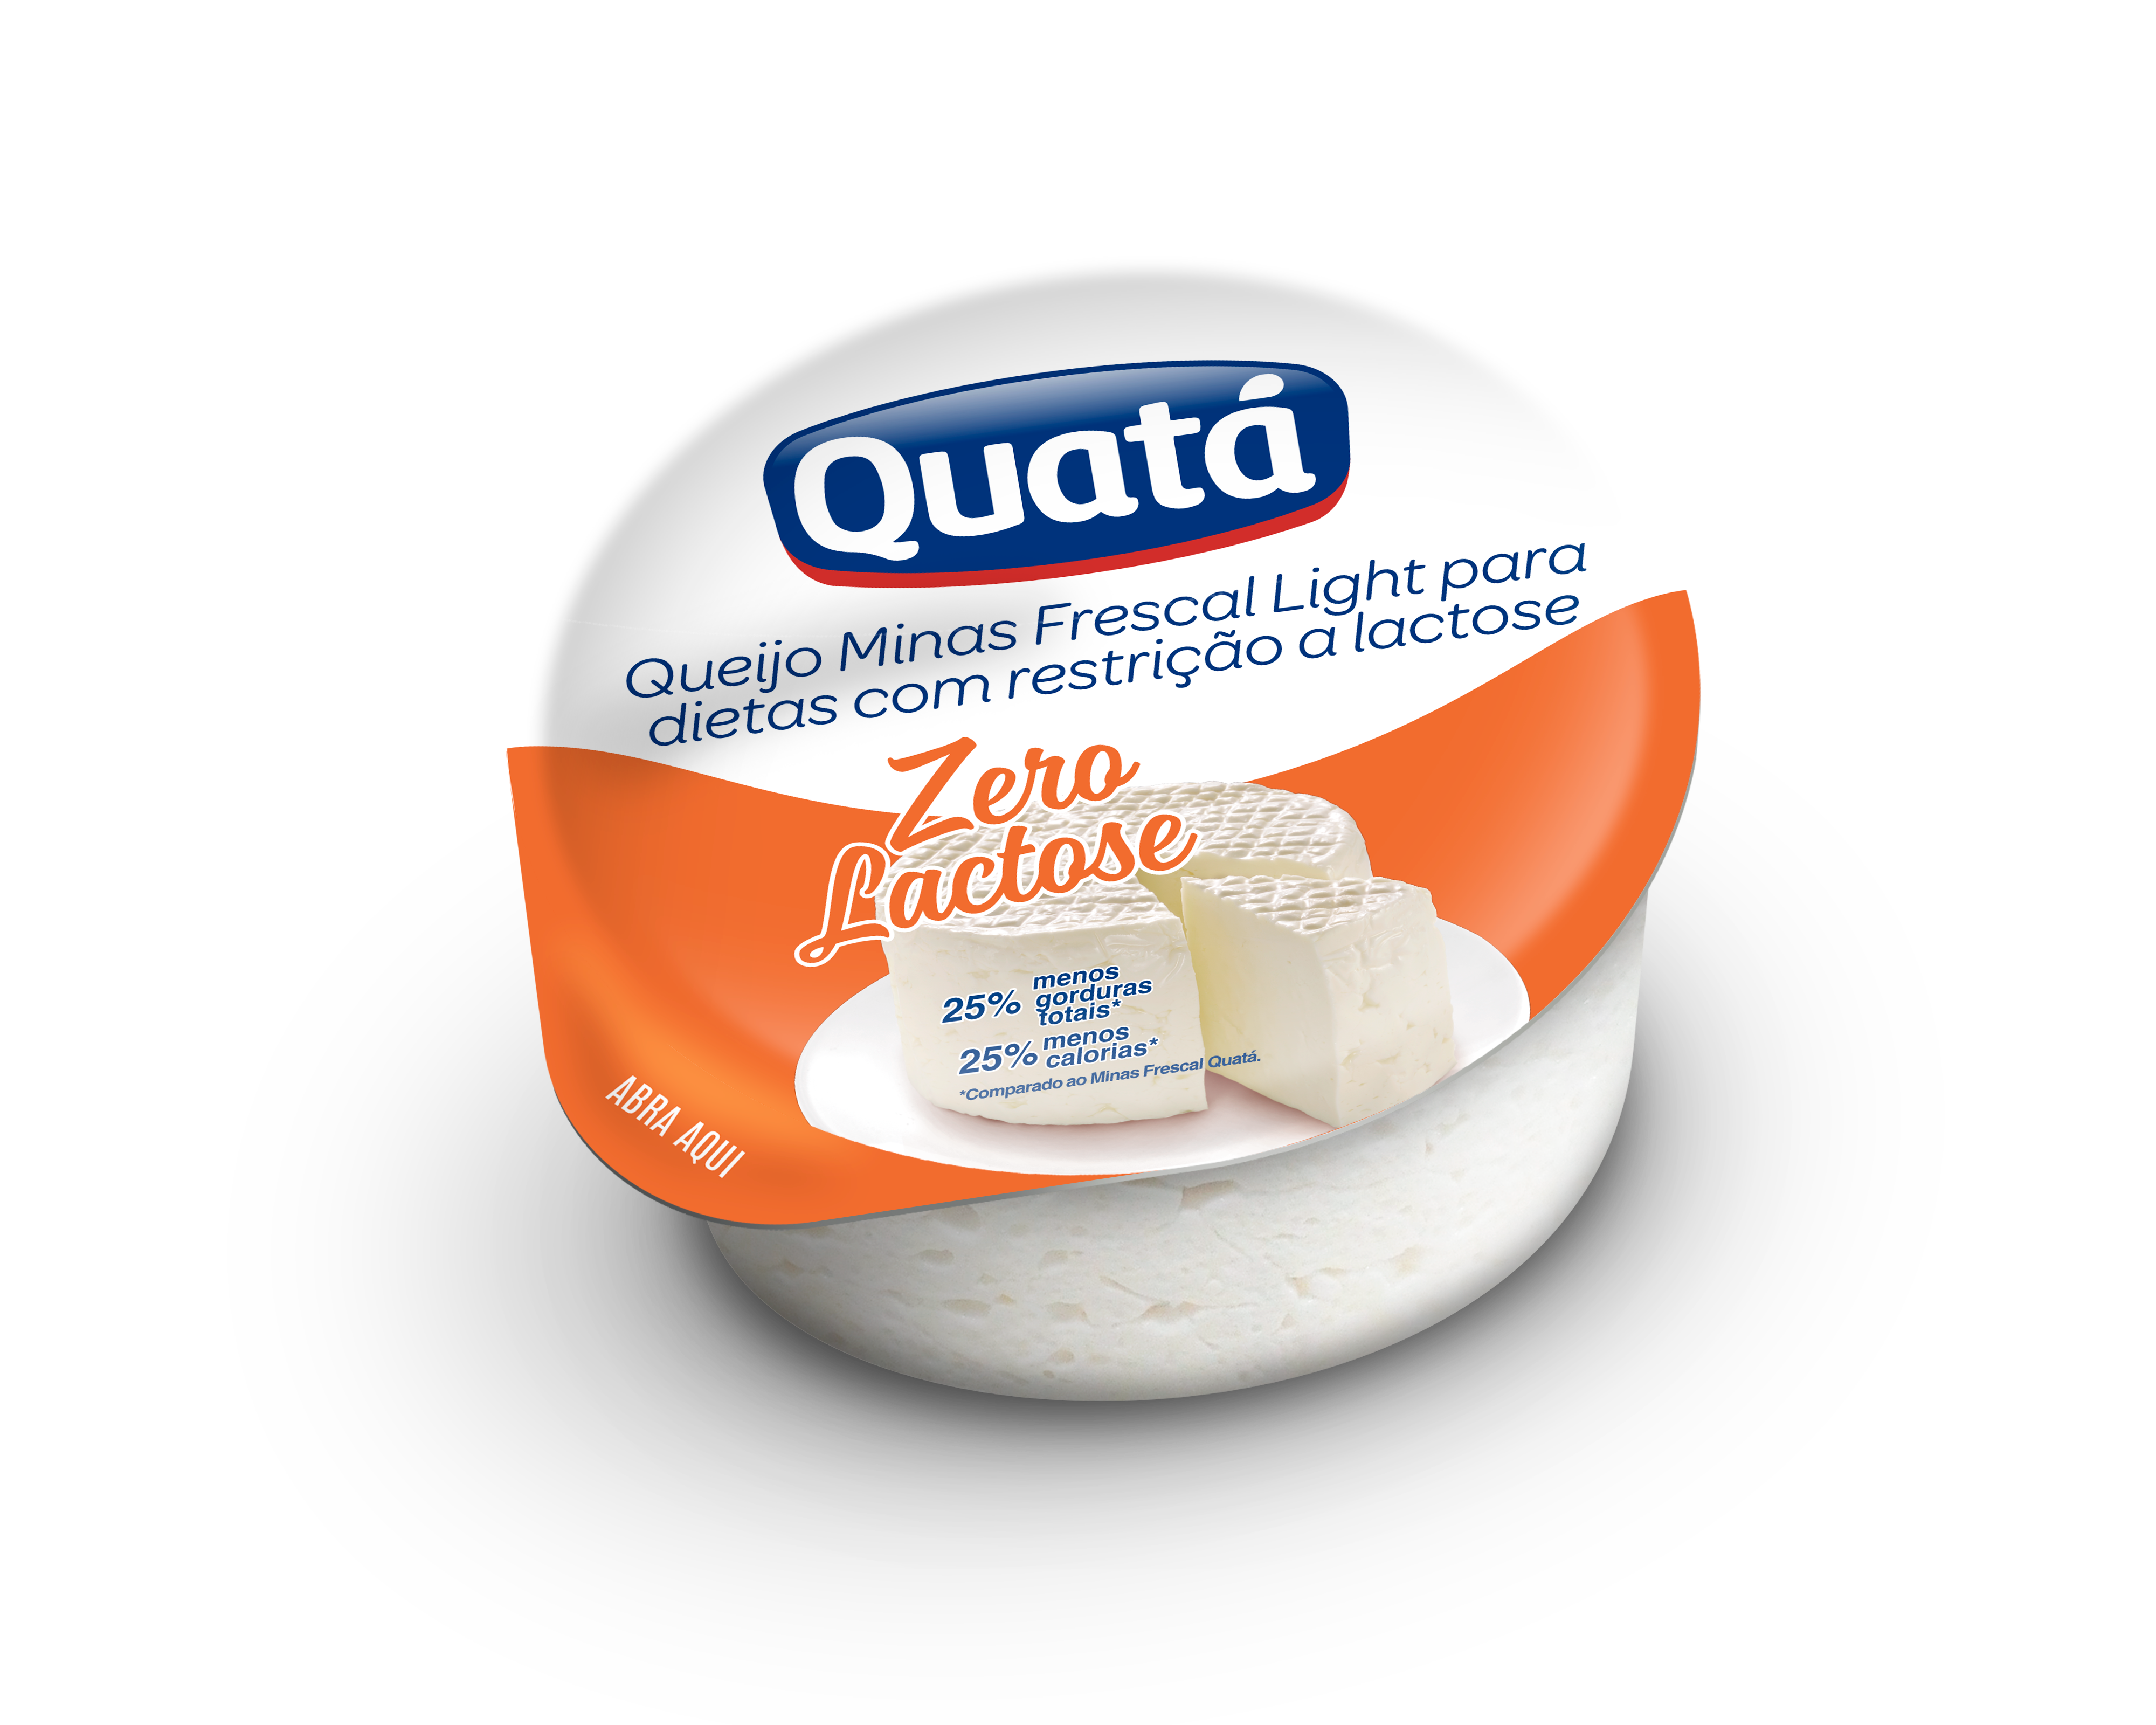 Quatá
Queijo Minas Frescal Light para
dietas com restrição a lactose
Zero
Lactose
25% menos
gorduras
totais*
25% menos
calorias*
*Comparado ao Minas Frescal Quatá.
ABRA AQUI